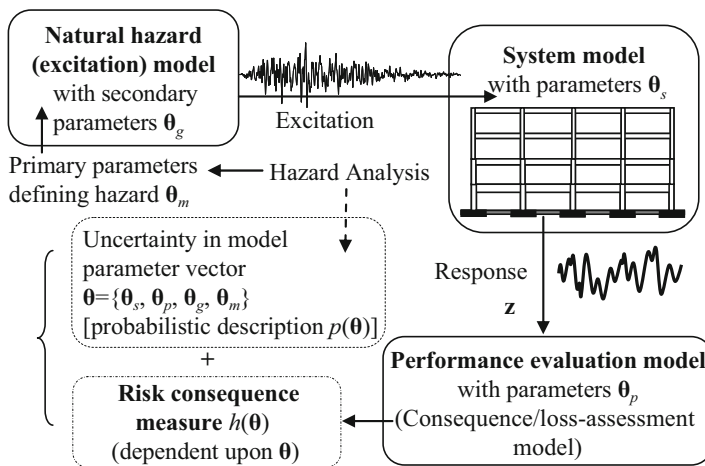 Natural hazard
(excitation) model
with secondary
parameters θg
Excitation
System model
with parameters θs
Primary parameters
defining hazard θm
Hazard Analysis
Uncertainty in model
parameter vector
θ={θs, θp, θg, θm}
[probabilistic description p(θ)]
+
Risk consequence
measure h(θ)
(dependent upon θ)
Response
z
Performance evaluation model
with parameters θp
(Consequence/loss-assessment
model)